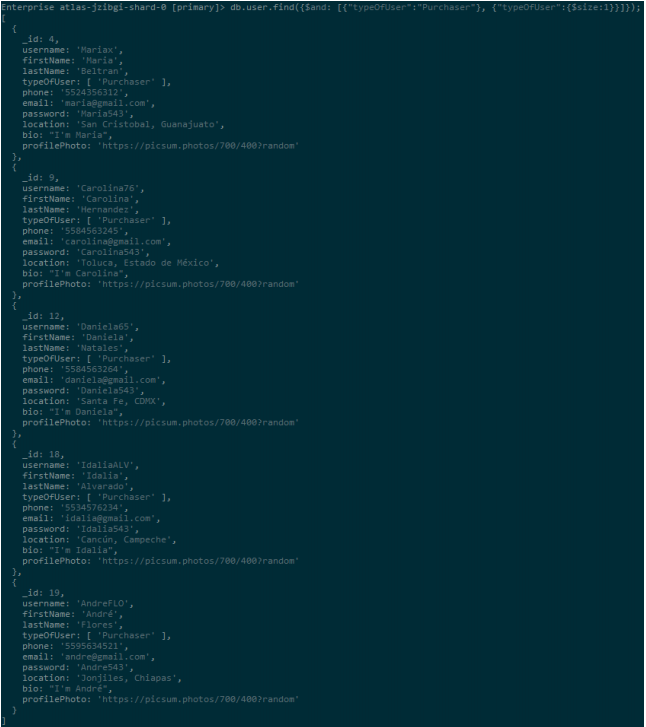 Enterprise atlas-jzibgi-shard-0 [primary]> db.user.find({$and: [{"typeOfUser":"Purchaser"}, {"typeOfUser":{$size:1}}]});
[
{
_id: 4,
username: 'Mariax',
firstName: 'Maria',
lastName: 'Beltran',
typeOfUser: [ 'Purchaser' ],
phone: '5524356312',
email: 'maria@gmail.com',
password: 'Maria543',
location: 'San Cristobal, Guanajuato',
bio: "I'm Maria",
profilePhoto: 'https://picsum.photos/700/400?random'
},
{
_id: 9,
username: 'Carolina76',
firstName: 'Carolina',
lastName: 'Hernandez',
typeOfUser: [ 'Purchaser' ],
phone: '5584563245',
email: 'carolina@gmail.com',
password: 'Carolina543',
location: 'Toluca, Estado de México',
bio: "I'm Carolina",
profilePhoto: 'https://picsum.photos/700/400?random'
},
{
_id: 12,
username: 'Daniela65',
firstName: 'Daniela',
lastName: 'Natales',
typeOfUser: [ 'Purchaser' ],
phone: '5584563264',
email: 'daniela@gmail.com',
password: 'Daniela543',
location: 'Santa Fe, CDMX',
bio: "I'm Daniela",
profilePhoto: 'https://picsum.photos/700/400?random'
},
{
_id: 18,
username: 'IdaliaALV',
firstName: 'Idalia',
lastName: 'Alvarado',
typeOfUser: [ 'Purchaser' ],
phone: '5534576234',
email: 'idalia@gmail.com',
password: 'Idalia543',
location: 'Cancún, Campeche',
bio: "I'm Idalia",
profilePhoto: 'https://picsum.photos/700/400?random'
},
{
_id: 19,
username: 'AndreFLO',
firstName: 'André',
lastName: 'Flores',
typeOfUser: [ 'Purchaser' ],
phone: '5595634521',
email: 'andre@gmail.com',
password: 'Andre543',
location: 'Jonjiles, Chiapas',
bio: "I'm André",
profilePhoto: 'https://picsum.photos/700/400?random'
}
]